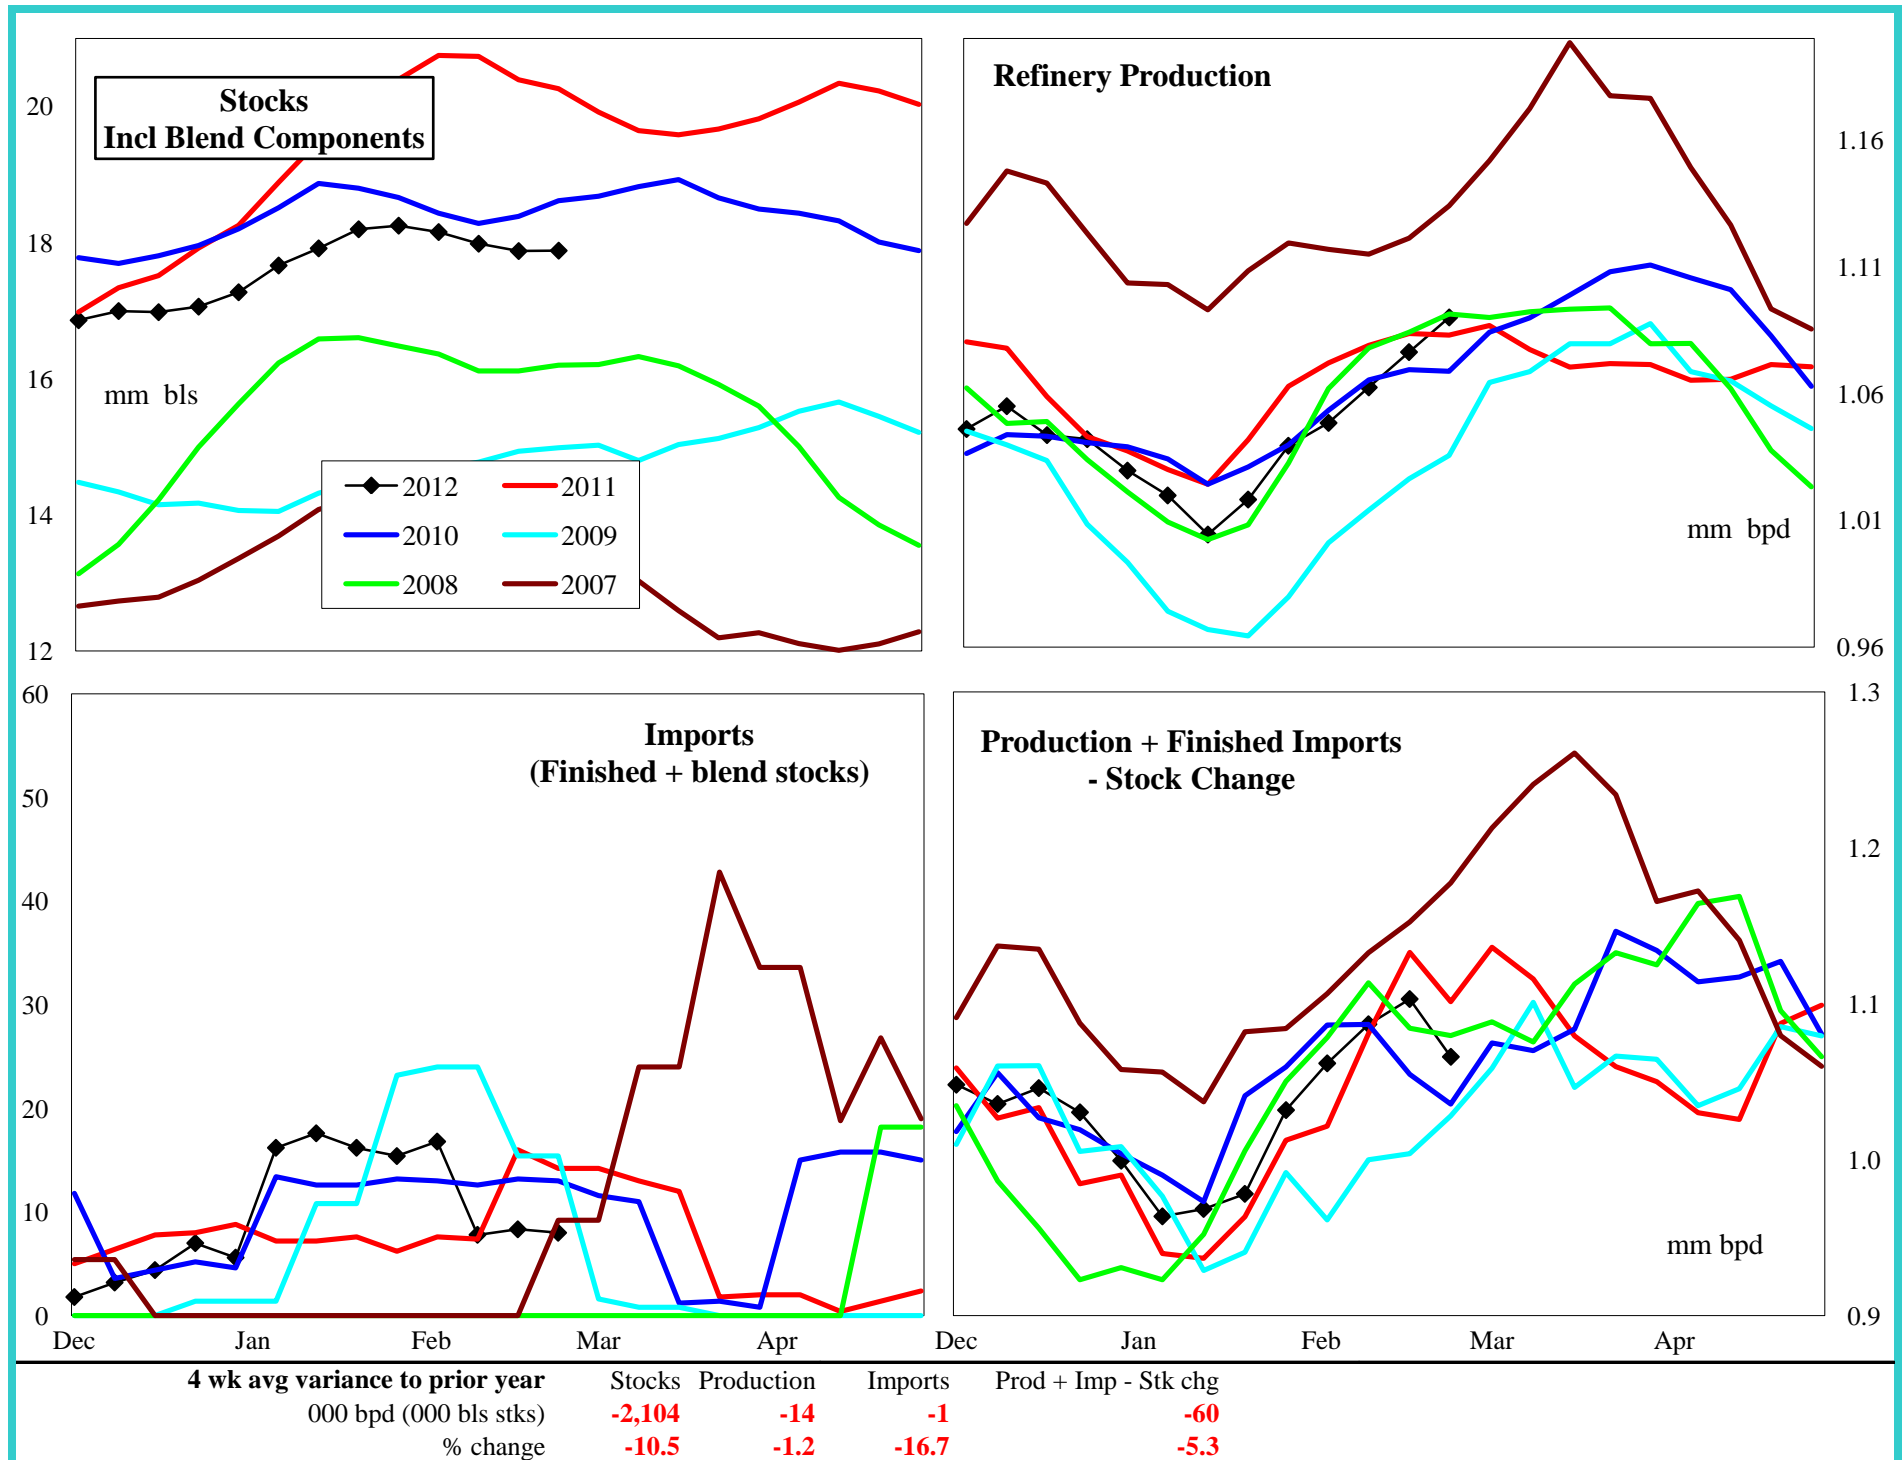 Stocks
Incl Blend Components
20
18
16
14
12
mm bls
2012
2011
2010
2009
2008
2007
Refinery Production
1.16
1.11
1.06
1.01
0.96
mm bpd
Imports
(Finished + blend stocks)
60
50
40
30
20
10
0
Dec Jan Feb Mar Apr
Production + Finished Imports
- Stock Change
1.3
1.2
1.1
1.0
0.9
mm bpd
Dec Jan Feb Mar Apr
4 wk avg variance to prior year Stocks Production Imports Prod + Imp - Stk chg
000 bpd (000 bls stks) -2,104 -14 -1 -60
% change -10.5 -1.2 -16.7 -5.3